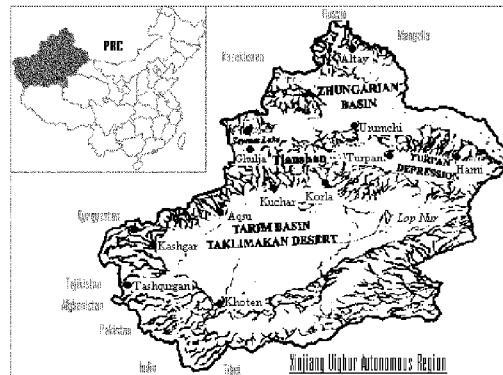 Russia
PRC
Mongolia
Altay
Kazakhstan
ZHUNGARIAN
BASIN
Urumchi
Ghulja
Tianshan
Turpan
TURPAN
DEPRESSION
Hami
Kuchar
Korla
Aqsu
Lop Nur
TARIM BASIN
TAKLIMAKAN DESERT
Kyrgyzstan
Kashgar
Tajikistan
Tashqurgan
Afghanistan
Khoten
Pakistan
India
Tibet
Xinjiang Uighur Autonomous Region